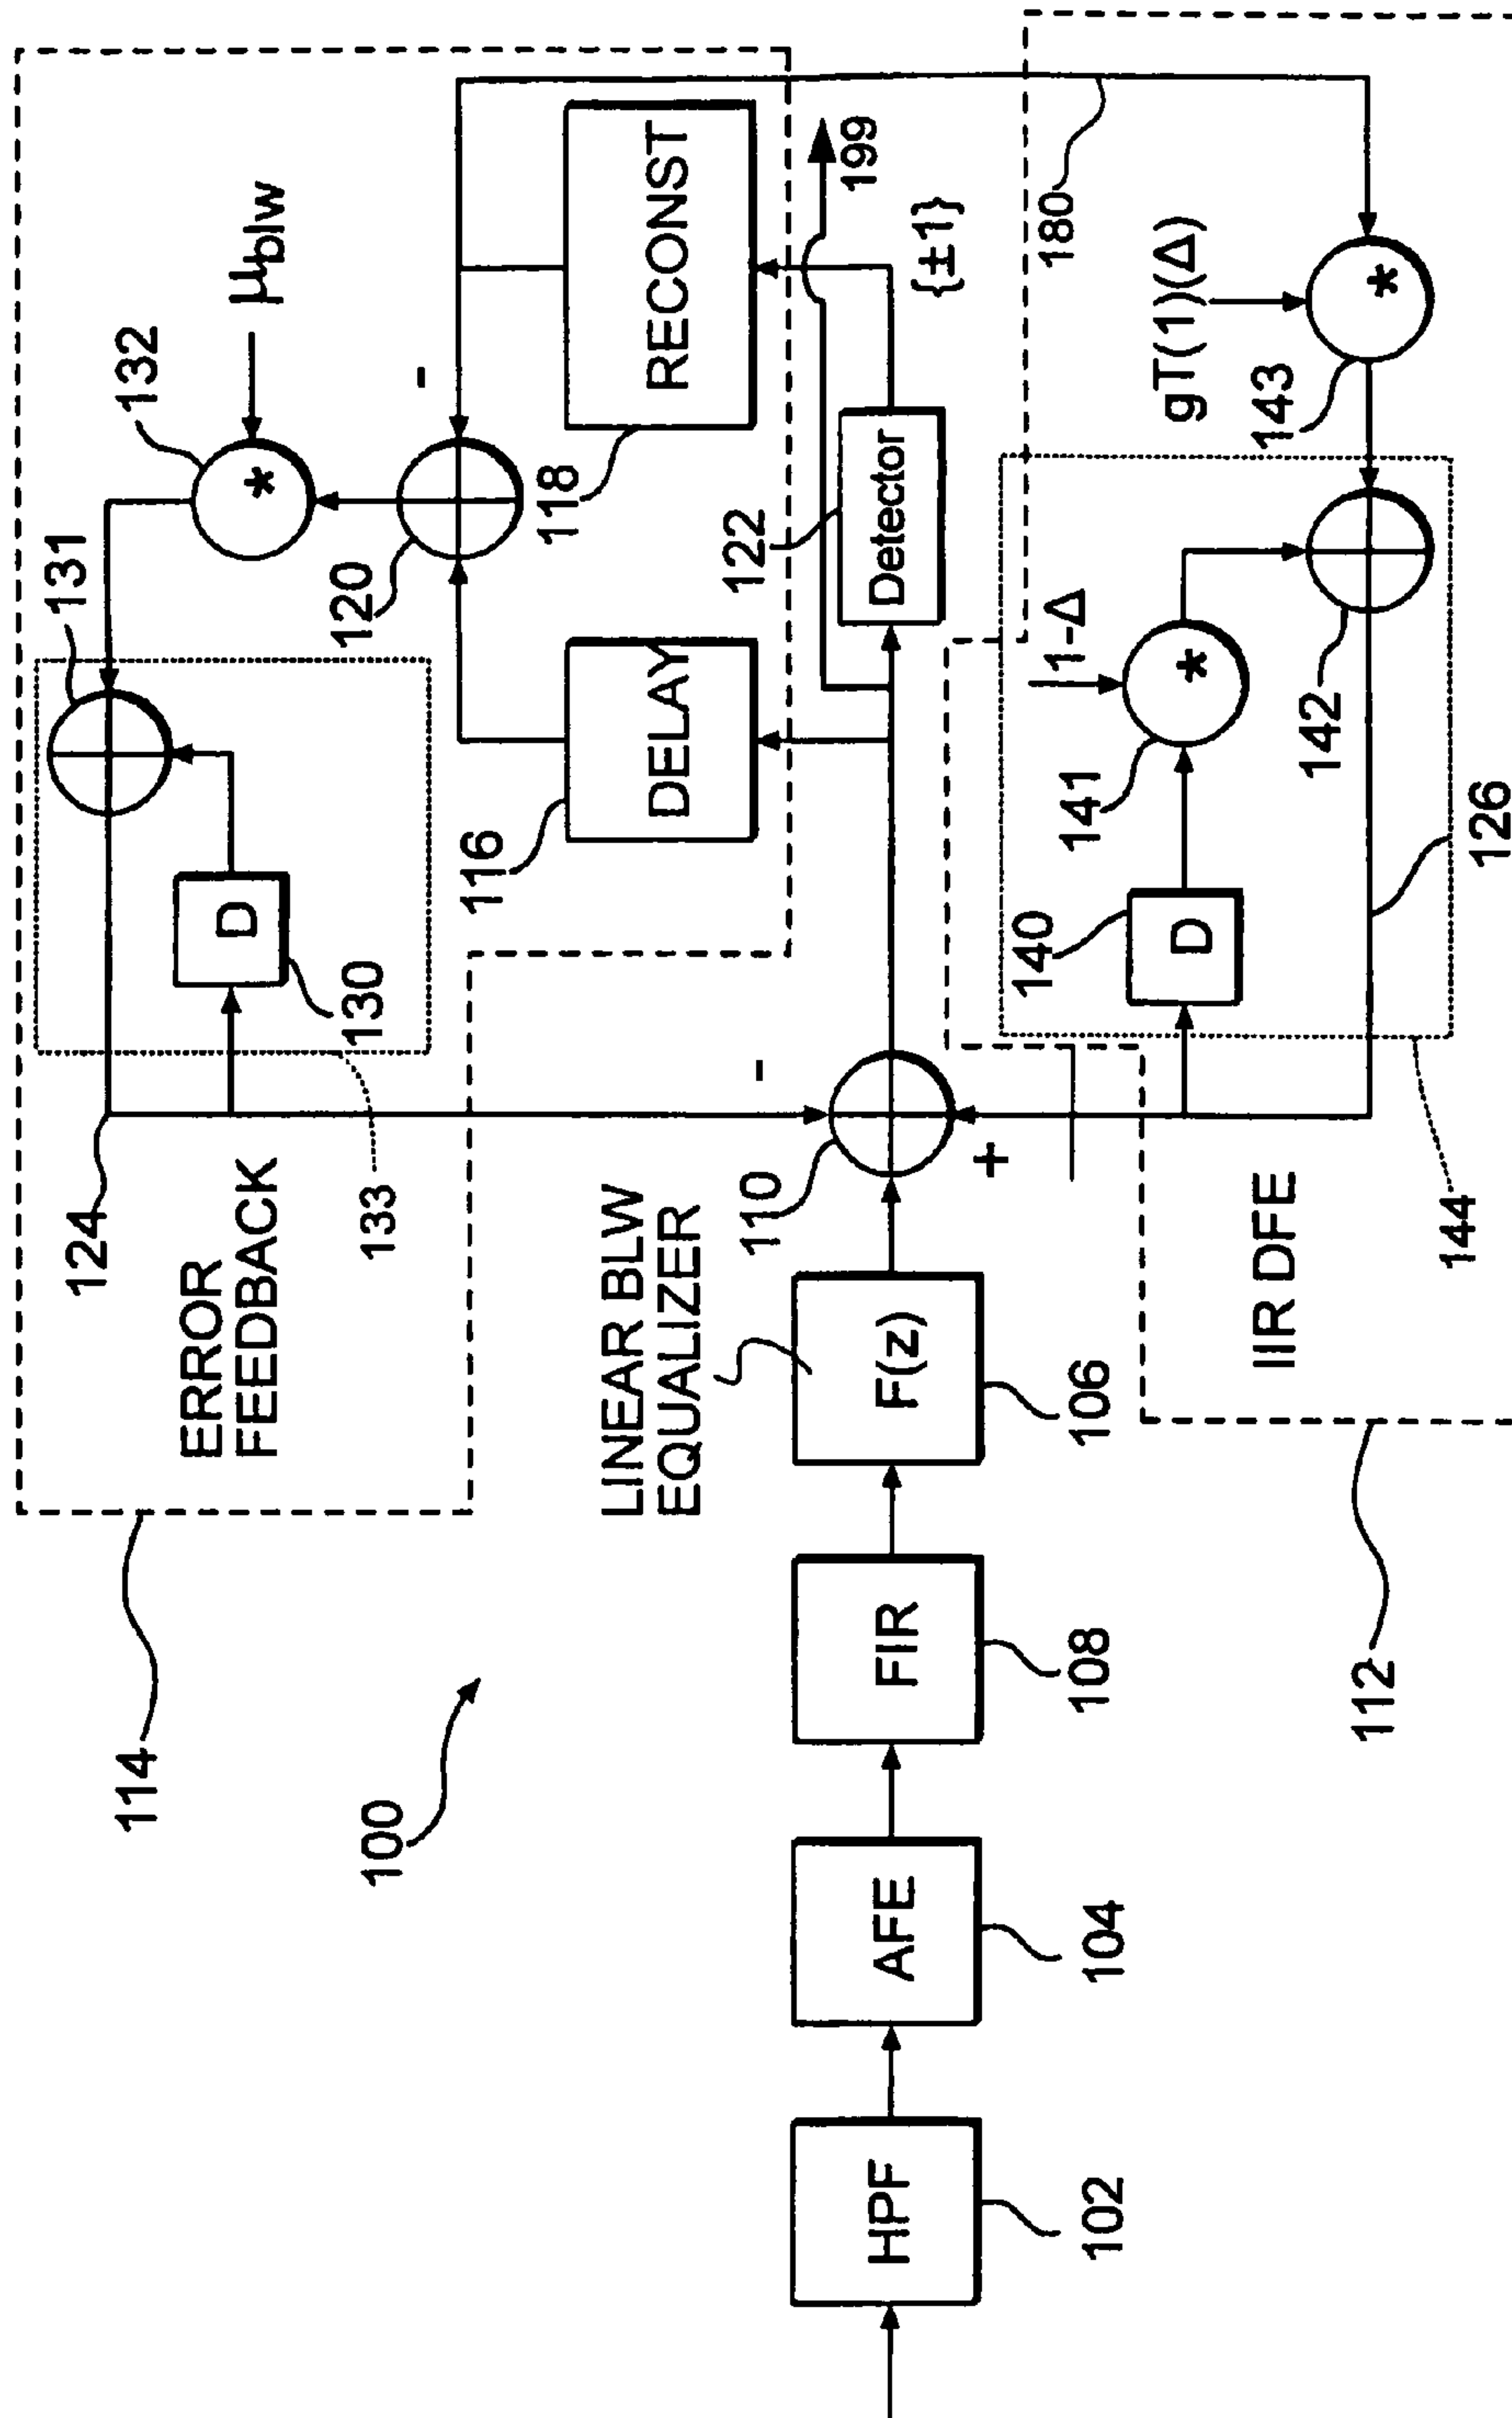 114
100
124
ERROR
FEEDBACK
133
130
D
131
132
μblw
-
120
118
RECONST
116
DELAY
122
Detector
199
{±1}
LINEAR BLW
EQUALIZER
HPF
102
AFE
104
FIR
108
F(z)
106
110
-
+
IIR DFE
112
144
140
D
141
*
1-Δ
142
126
gT(1)(Δ)
143
*
180
*